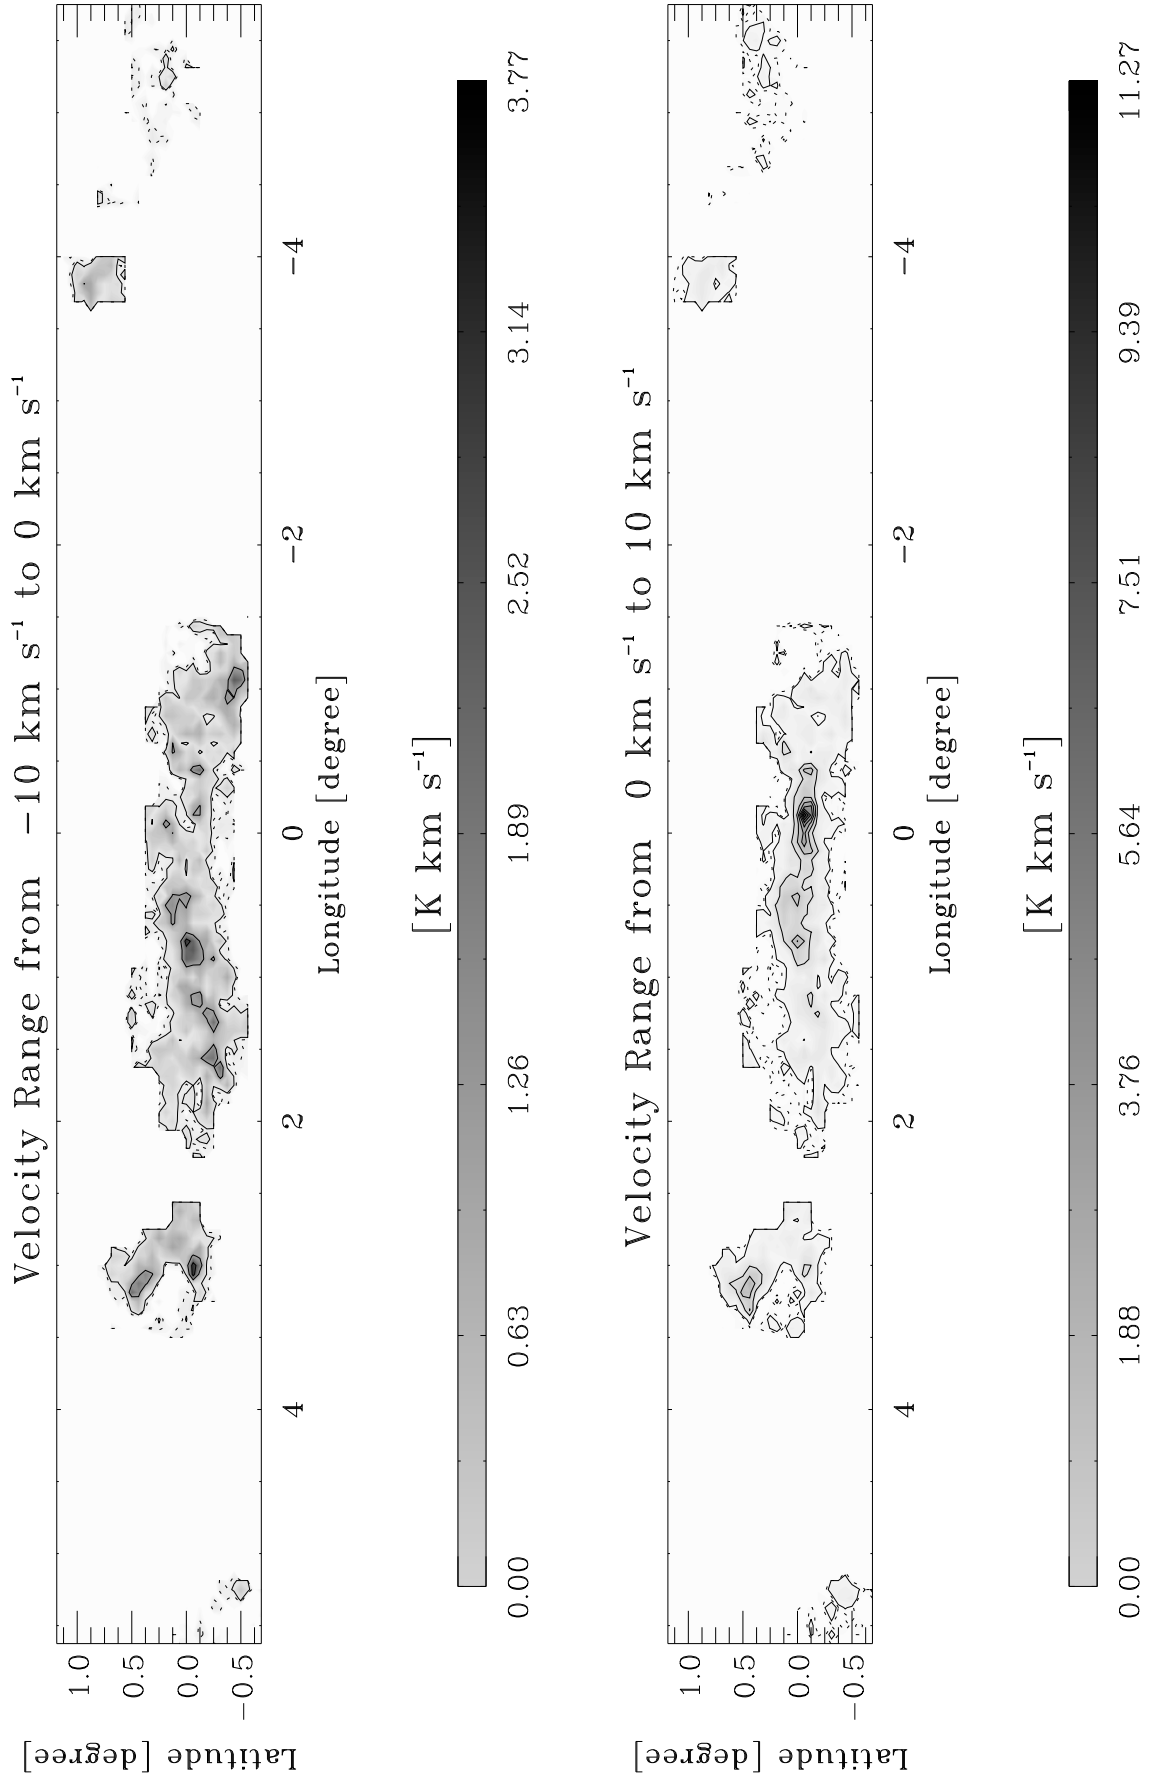 Velocity Range from −10 km s⁻¹ to 0 km s⁻¹
Latitude [degree]
1.0
0.5
0.0
−0.5
4 2 0 −2 −4
Longitude [degree]
[K km s⁻¹]
0.00 0.63 1.26 1.89 2.52 3.14 3.77
Velocity Range from 0 km s⁻¹ to 10 km s⁻¹
Latitude [degree]
1.0
0.5
0.0
−0.5
4 2 0 −2 −4
Longitude [degree]
[K km s⁻¹]
0.00 1.88 3.76 5.64 7.51 9.39 11.27